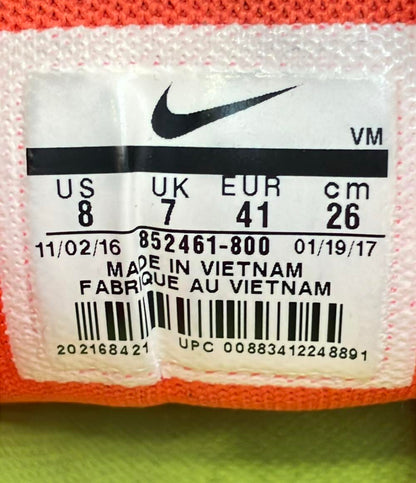 VM
US UK EUR cm
8 7 41 26
11/02/16 852461-800 01/19/17
MADE IN VIETNAM
FABRIQUE AU VIETNAM
202168421 UPC 00883412248891